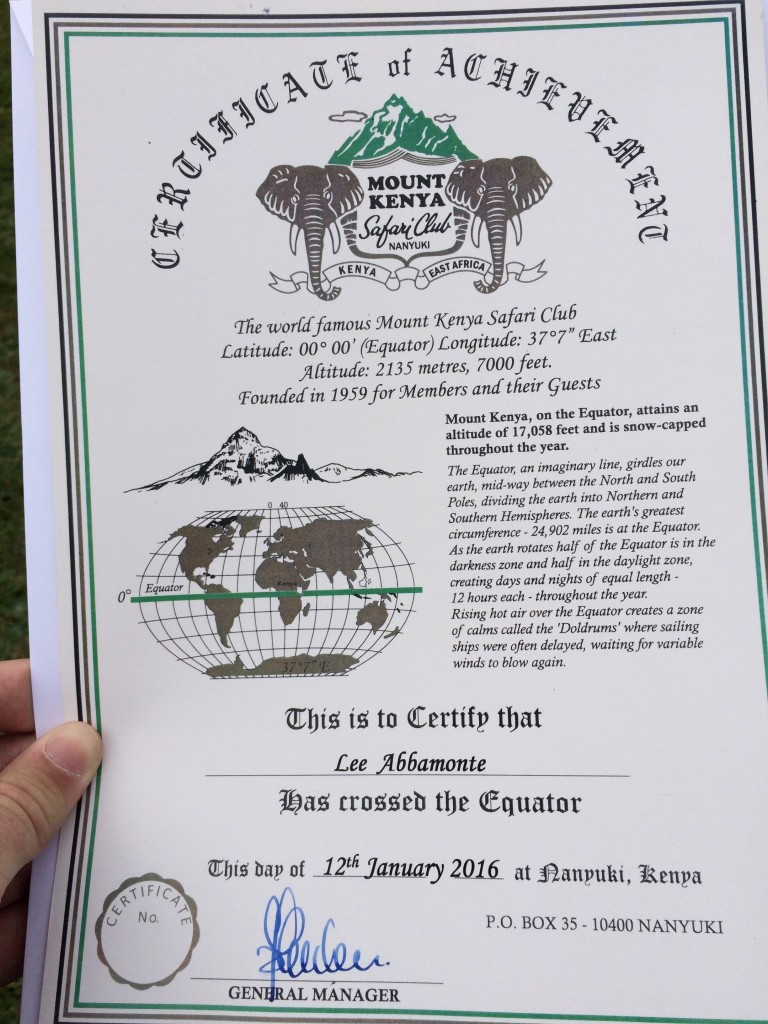 CERTIFICATE of ACHIEVEMENT
MOUNT
KENYA
Safari Club
NANYUKI
KENYA EAST AFRICA
The world famous Mount Kenya Safari Club
Latitude: 00° 00' (Equator) Longitude: 37°7" East
Altitude: 2135 metres, 7000 feet.
Founded in 1959 for Members and their Guests
Mount Kenya, on the Equator, attains an
altitude of 17,058 feet and is snow-capped
throughout the year.
The Equator, an imaginary line, girdles our
earth, mid-way between the North and South
Poles, dividing the earth into Northern and
Southern Hemispheres. The earth's greatest
circumference - 24,902 miles is at the Equator.
As the earth rotates half of the Equator is in the
darkness zone and half in the daylight zone,
creating days and nights of equal length -
12 hours each - throughout the year.
Rising hot air over the Equator creates a zone
of calms called the 'Doldrums' where sailing
ships were often delayed, waiting for variable
winds to blow again.
0 40
Kenya
0° Equator
37°7" E
This is to Certify that
Lee Abbamonte
Has crossed the Equator
This day of 12th January 2016 at Nanyuki, Kenya
CERTIFICATE
No.
P.O. BOX 35 - 10400 NANYUKI
GENERAL MANAGER